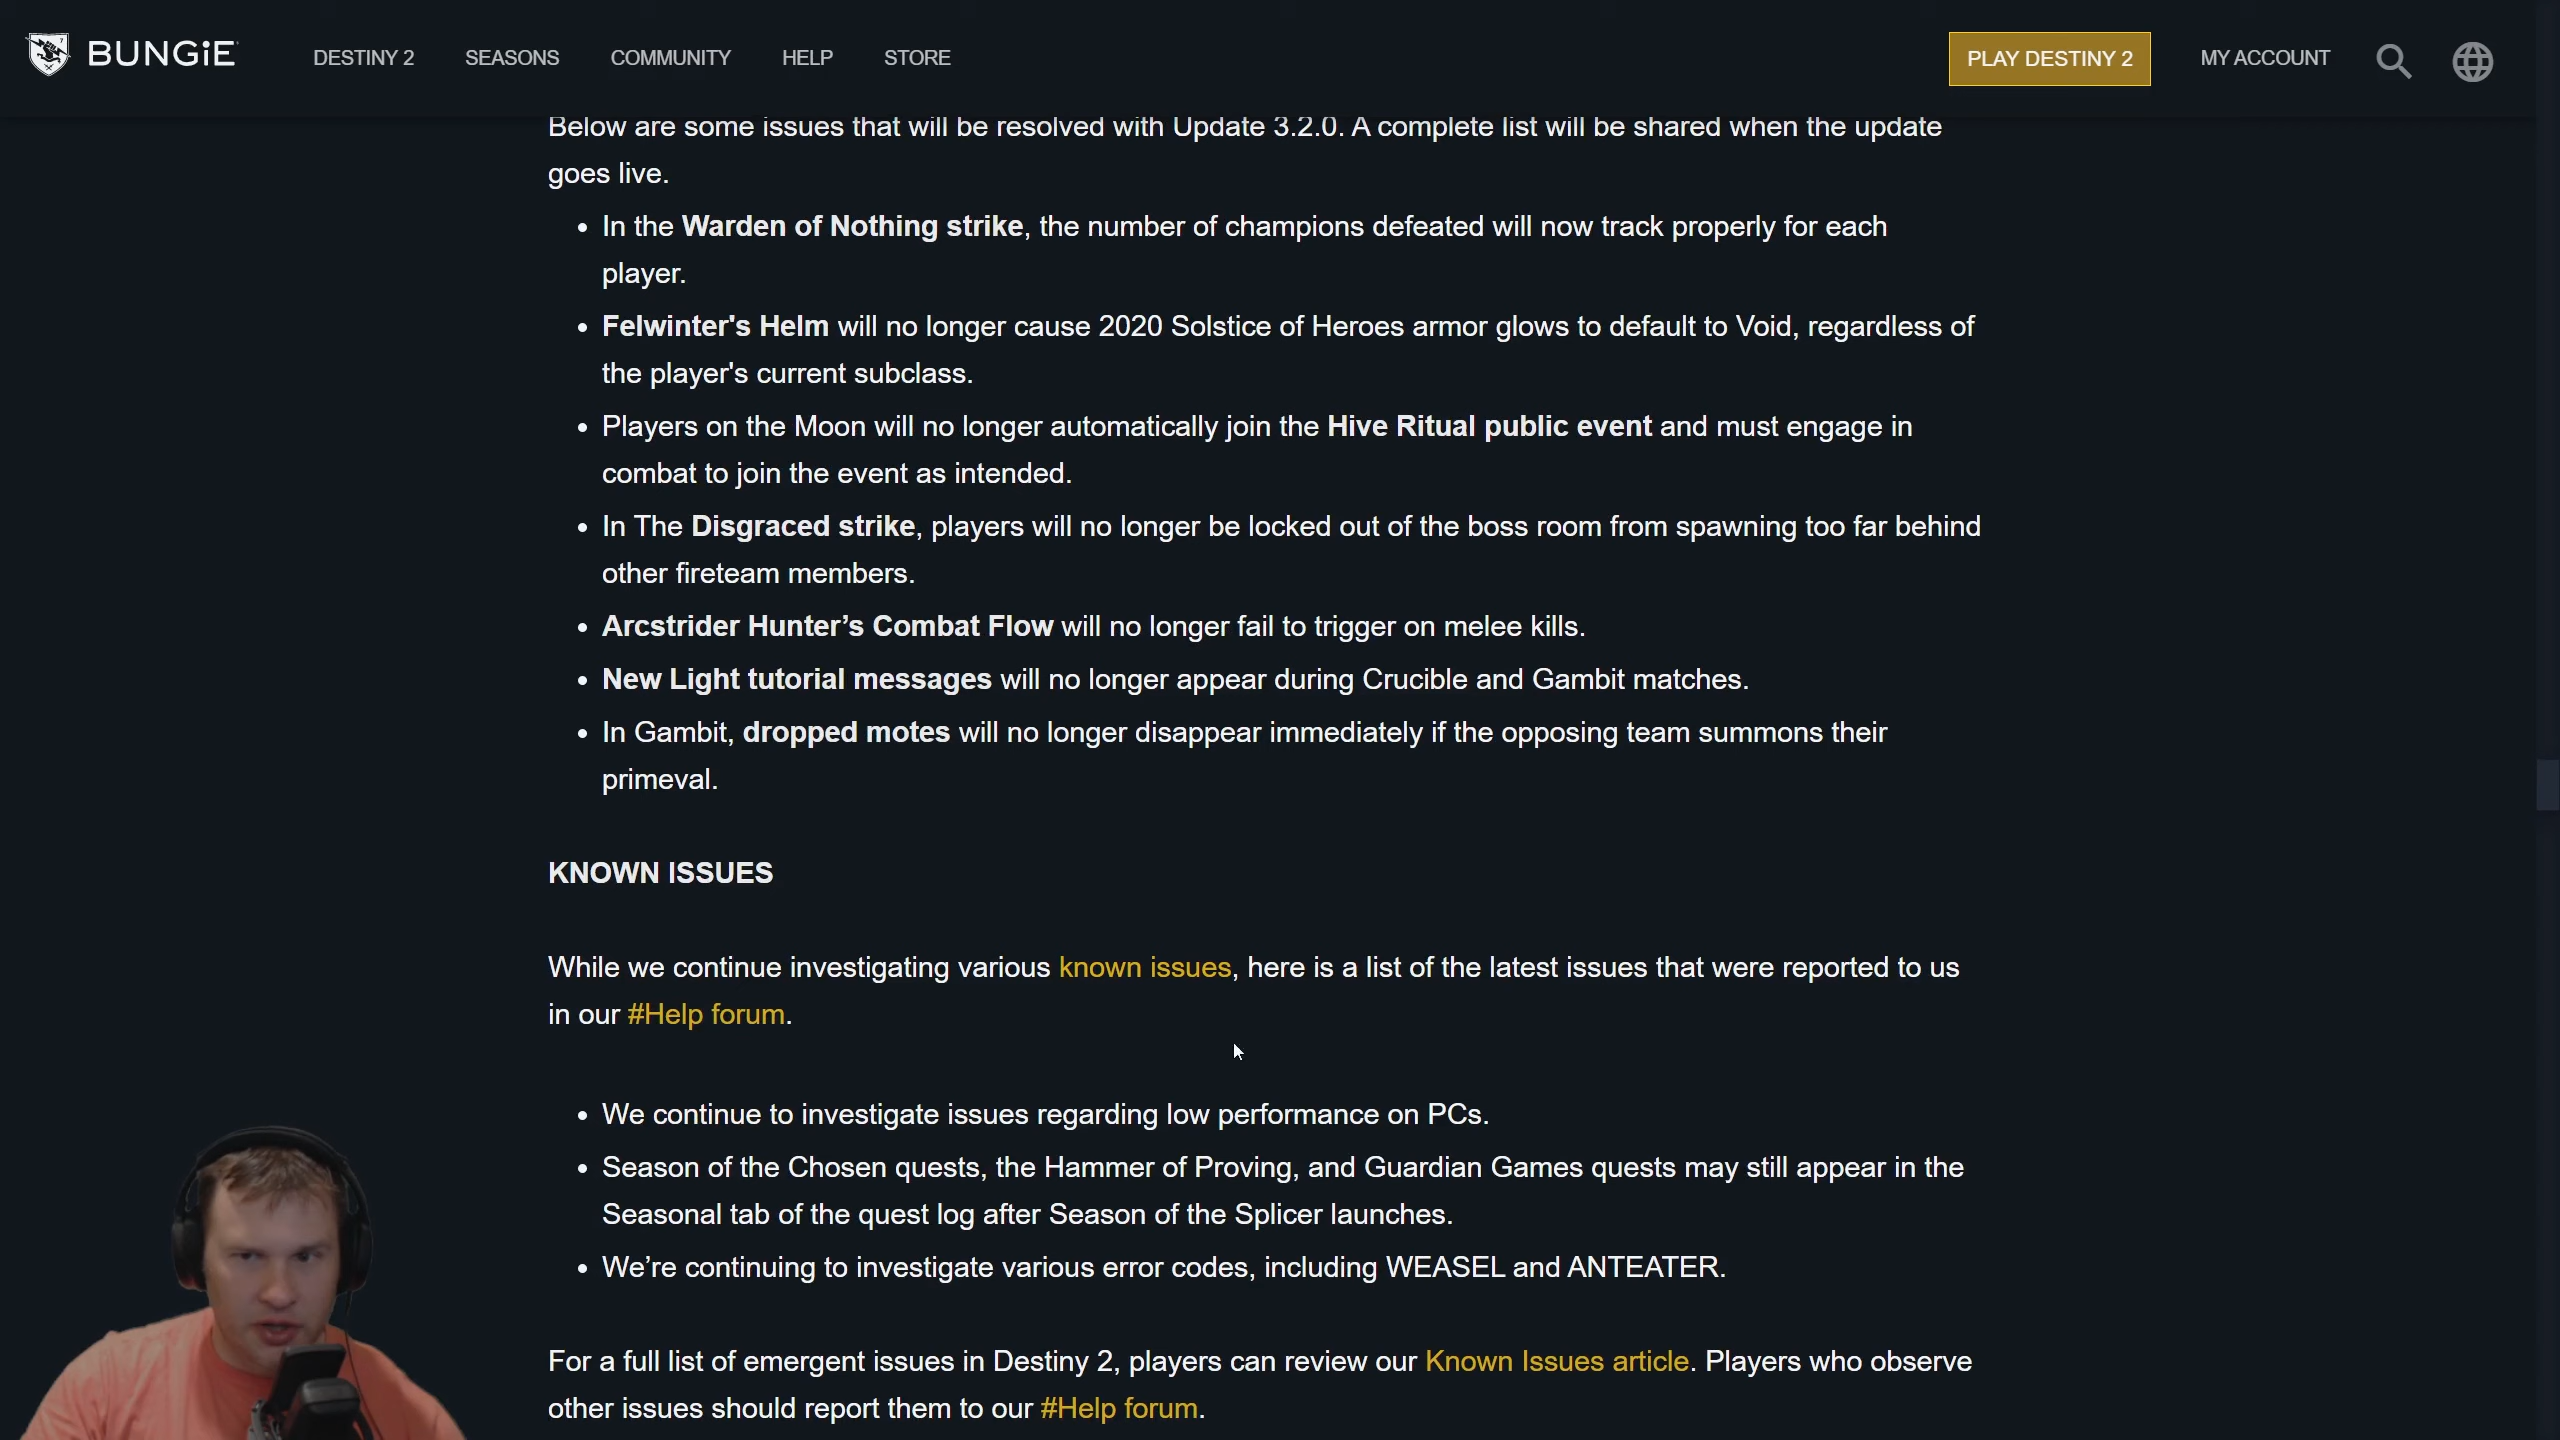 BUNGiE
DESTINY 2 SEASONS COMMUNITY HELP STORE PLAY DESTINY 2 MY ACCOUNT
Below are some issues that will be resolved with Update 3.2.0. A complete list will be shared when the update
goes live.
• In the Warden of Nothing strike, the number of champions defeated will now track properly for each
player.
• Felwinter's Helm will no longer cause 2020 Solstice of Heroes armor glows to default to Void, regardless of
the player's current subclass.
• Players on the Moon will no longer automatically join the Hive Ritual public event and must engage in
combat to join the event as intended.
• In The Disgraced strike, players will no longer be locked out of the boss room from spawning too far behind
other fireteam members.
• Arcstrider Hunter’s Combat Flow will no longer fail to trigger on melee kills.
• New Light tutorial messages will no longer appear during Crucible and Gambit matches.
• In Gambit, dropped motes will no longer disappear immediately if the opposing team summons their
primeval.
KNOWN ISSUES
While we continue investigating various known issues, here is a list of the latest issues that were reported to us
in our #Help forum.
• We continue to investigate issues regarding low performance on PCs.
• Season of the Chosen quests, the Hammer of Proving, and Guardian Games quests may still appear in the
Seasonal tab of the quest log after Season of the Splicer launches.
• We’re continuing to investigate various error codes, including WEASEL and ANTEATER.
For a full list of emergent issues in Destiny 2, players can review our Known Issues article. Players who observe
other issues should report them to our #Help forum.